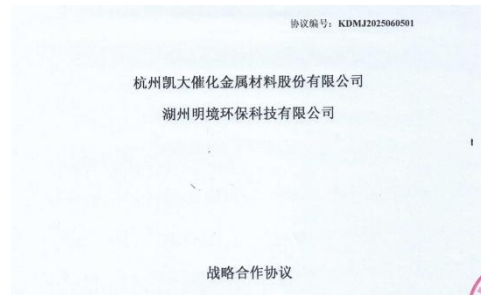 协议编号：KDMJ2025060501
杭州凯大催化金属材料股份有限公司
湖州明境环保科技有限公司
战略合作协议